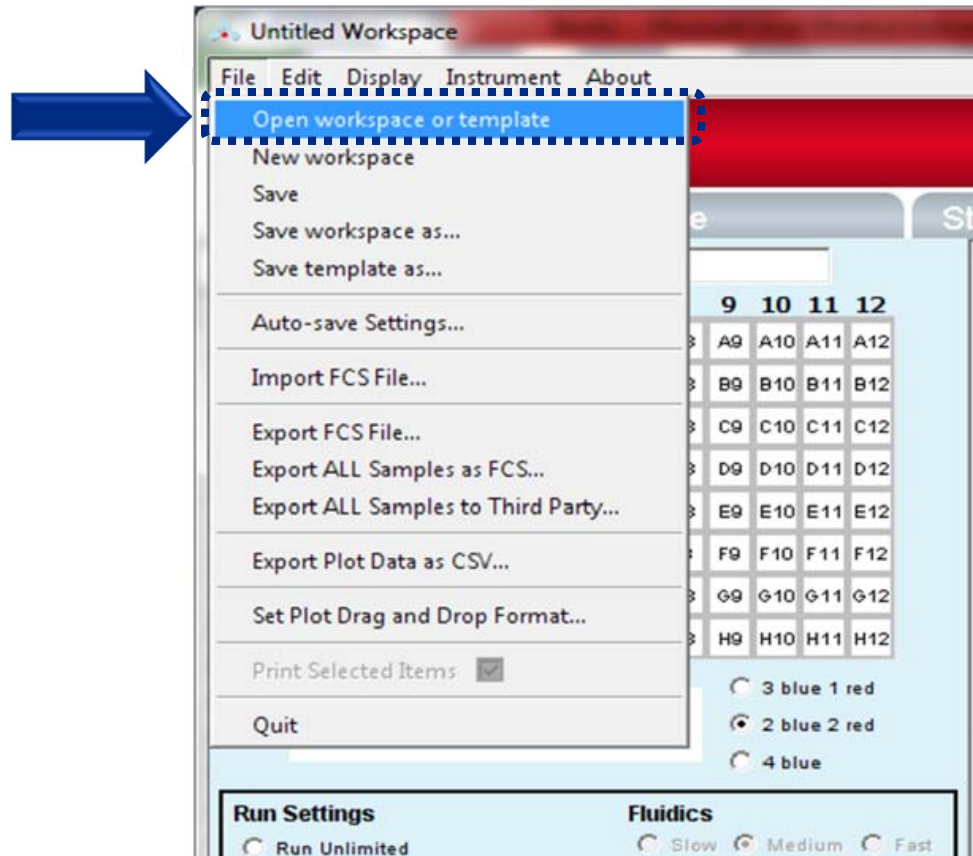 Untitled Workspace
File Edit Display Instrument About
Open workspace or template
New workspace
Save
Save workspace as...
Save template as...
Auto-save Settings...
Import FCS File...
Export FCS File...
Export ALL Samples as FCS...
Export ALL Samples to Third Party...
Export Plot Data as CSV...
Set Plot Drag and Drop Format...
Print Selected Items
Quit
9 10 11 12
A9 A10 A11 A12
B9 B10 B11 B12
C9 C10 C11 C12
D9 D10 D11 D12
E9 E10 E11 E12
F9 F10 F11 F12
G9 G10 G11 G12
H9 H10 H11 H12
3 blue 1 red
2 blue 2 red
4 blue
Run Settings
Run Unlimited
Fluidics
Slow Medium Fast